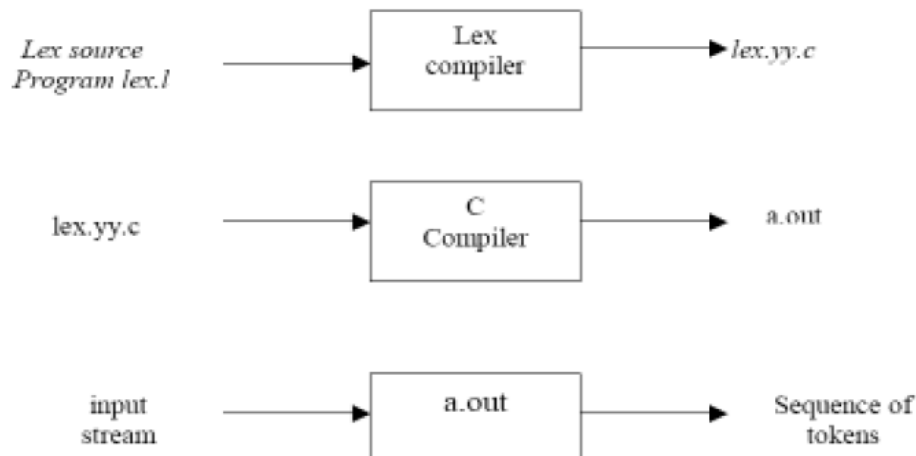 Lex source
Program lex.l
Lex
compiler
lex.yy.c
lex.yy.c
C
Compiler
a.out
input
stream
a.out
Sequence of
tokens